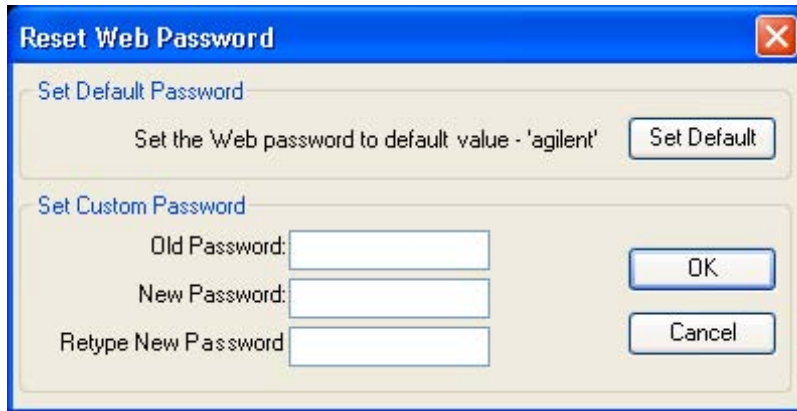 Reset Web Password
Set Default Password
Set the Web password to default value - 'agilent'
Set Default
Set Custom Password
Old Password:
New Password:
Retype New Password
OK
Cancel